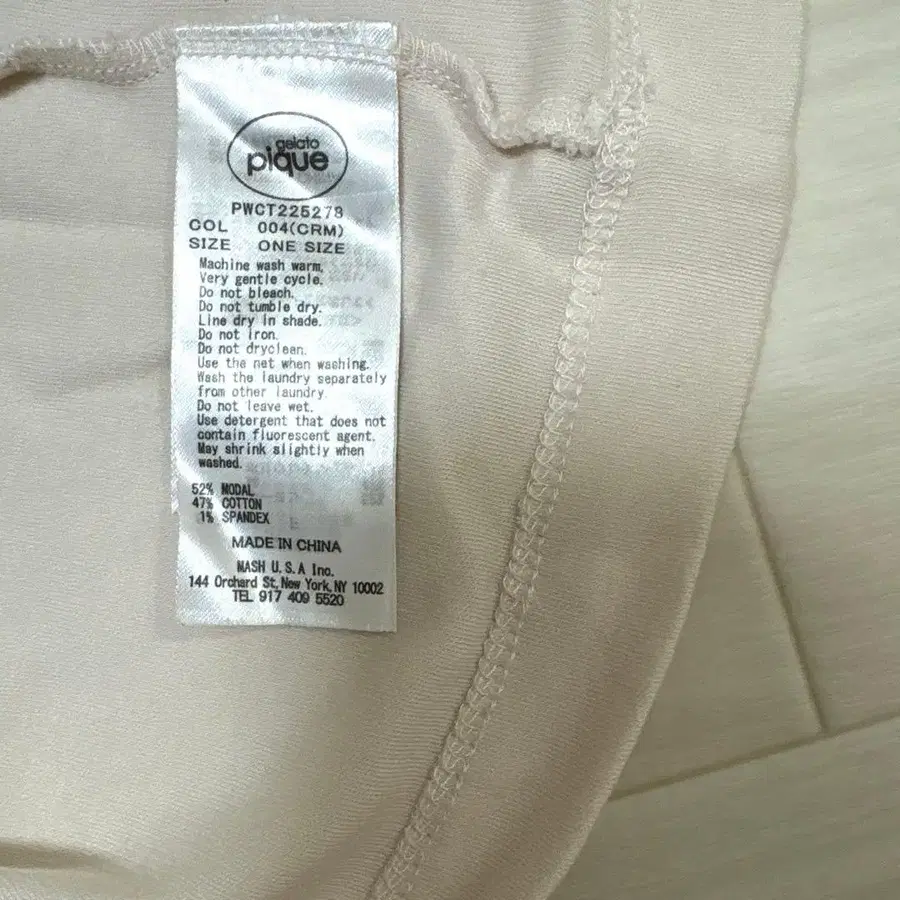 gelato
pique
PWCT225278
COL 004(CRM)
SIZE ONE SIZE
Machine wash warm,
Very gentle cycle.
Do not bleach.
Do not tumble dry.
Line dry in shade.
Do not iron.
Do not dryclean.
Use the net when washing.
Wash the laundry separately
from other laundry.
Do not leave wet.
Use detergent that does not
contain fluorescent agent.
May shrink slightly when
washed.
52% MODAL
47% COTTON
1% SPANDEX
MADE IN CHINA
MASH U.S.A Inc.
144 Orchard St, New York, NY 10002
TEL 917 409 5520